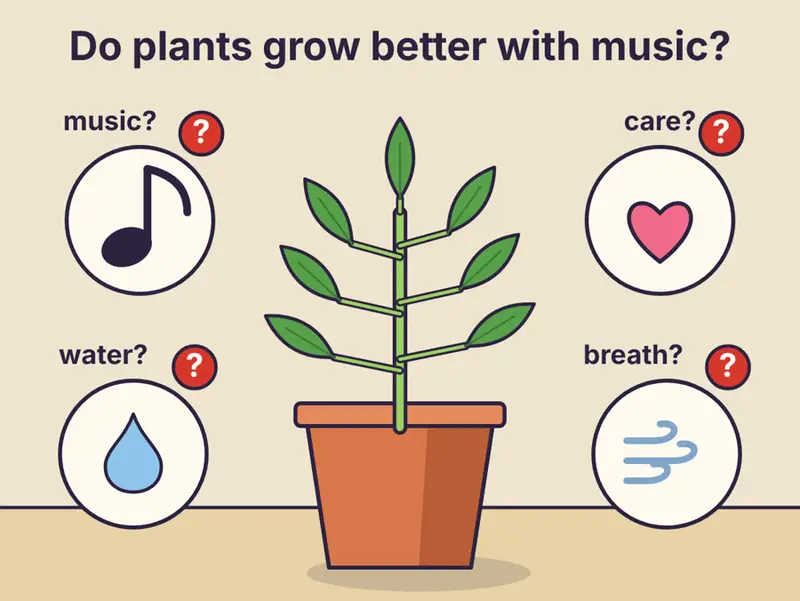 Do plants grow better with music?
music?
?
care?
?
water?
?
breath?
?